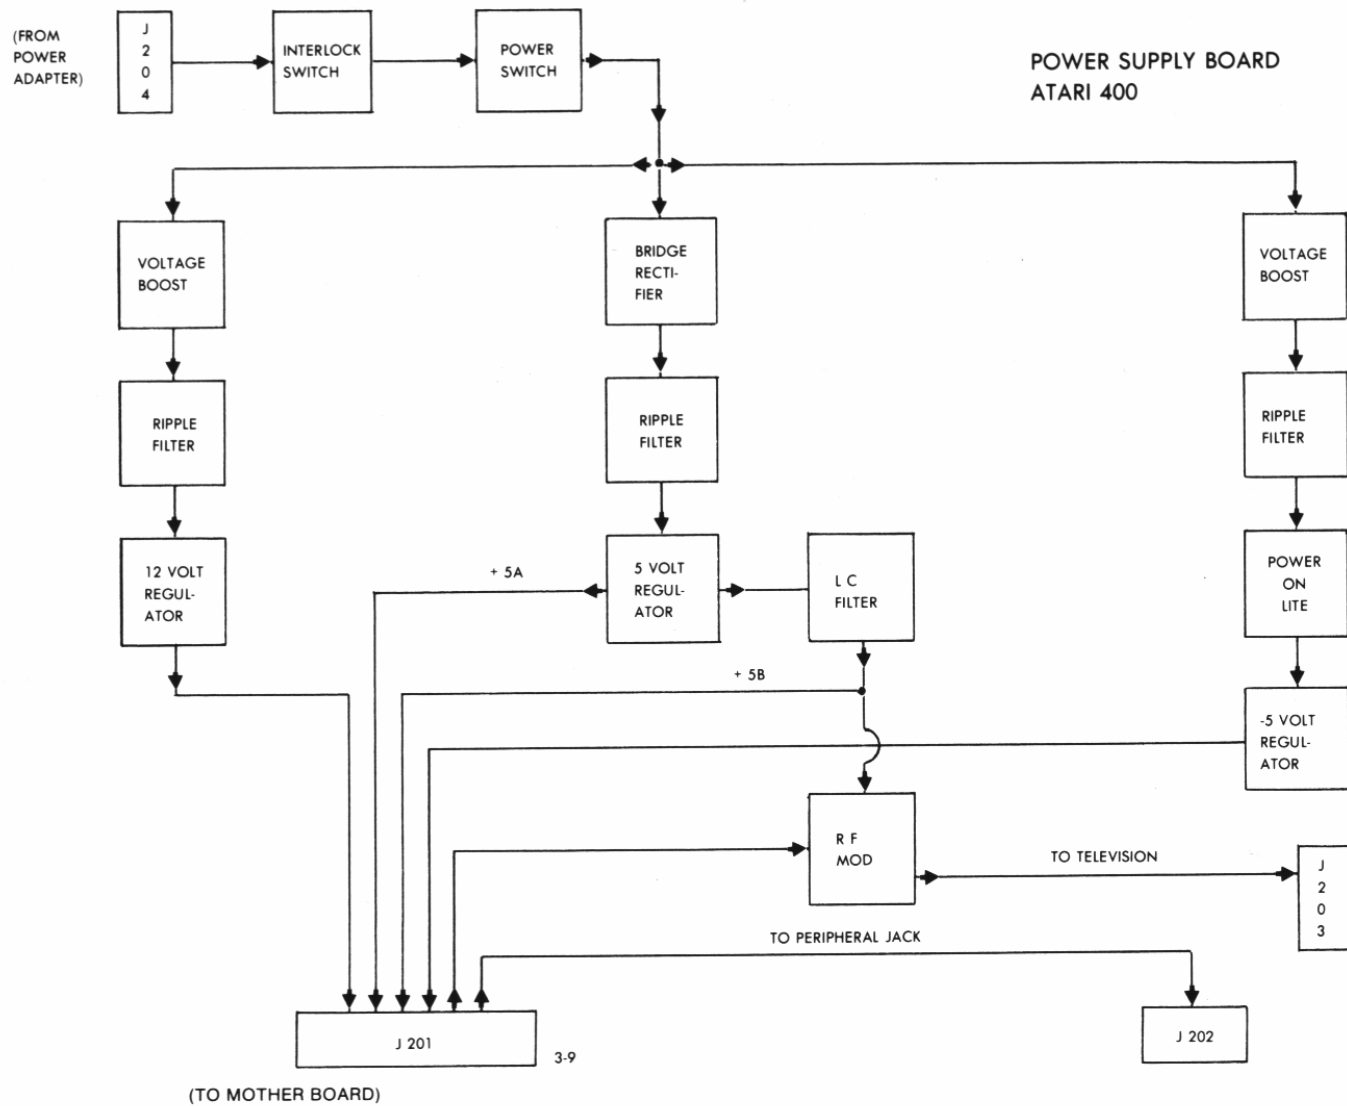 (FROM
POWER
ADAPTER)
J
2
0
4
INTERLOCK
SWITCH
POWER
SWITCH
POWER SUPPLY BOARD
ATARI 400
VOLTAGE
BOOST
BRIDGE
RECTI-
FIER
VOLTAGE
BOOST
RIPPLE
FILTER
RIPPLE
FILTER
RIPPLE
FILTER
12 VOLT
REGUL-
ATOR
+ 5A
5 VOLT
REGUL-
ATOR
L C
FILTER
POWER
ON
LITE
+ 5B
-5 VOLT
REGUL-
ATOR
R F
MOD
TO TELEVISION
J
2
0
3
TO PERIPHERAL JACK
J 201
3-9
J 202
(TO MOTHER BOARD)